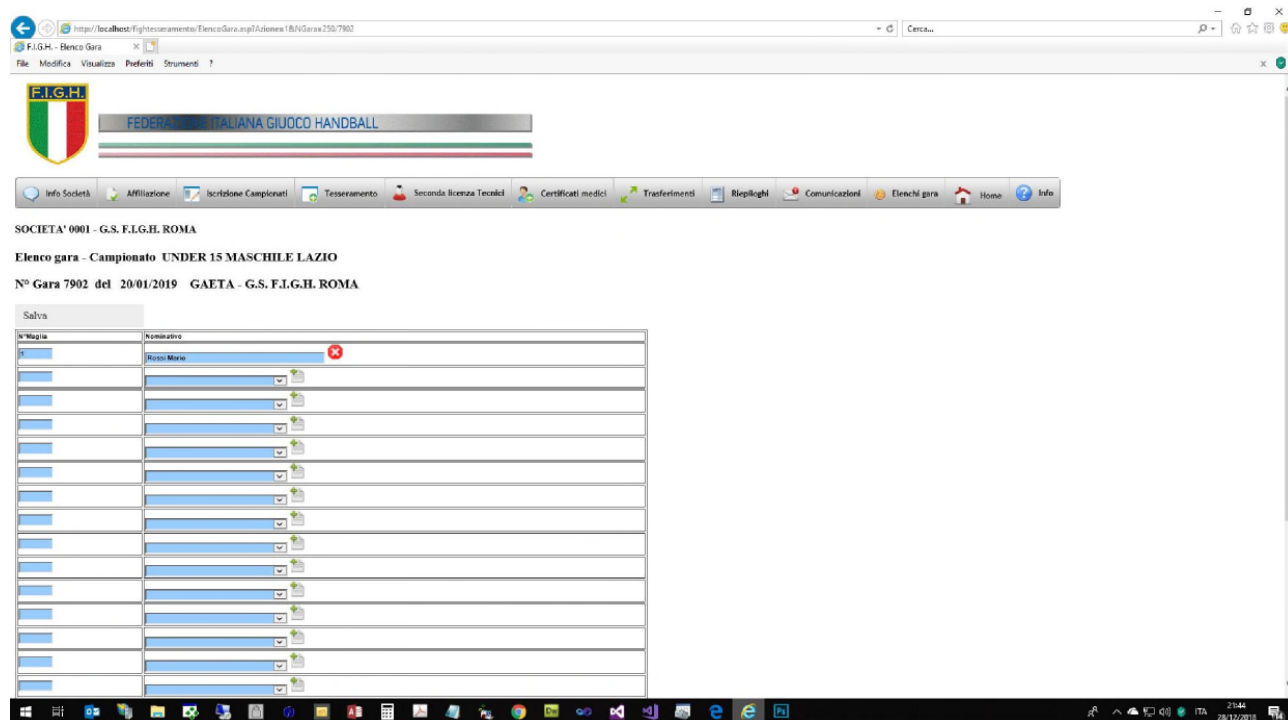 http://localhost/fightesseramento/ElencoGara.asp?Azione=1&NGara=250/7902
Cerca...
F.I.G.H. - Elenco Gara
File Modifica Visualizza Preferiti Strumenti ?
F.I.G.H.
FEDERAZIONE ITALIANA GIUOCO HANDBALL
Info Società Affiliazione Iscrizione Campionati Tesseramento Seconda licenza Tecnici Certificati medici Trasferimenti Riepiloghi Comunicazioni Elenchi gara Home Info
SOCIETA' 0001 - G.S. F.I.G.H. ROMA
Elenco gara - Campionato UNDER 15 MASCHILE LAZIO
N° Gara 7902 del 20/01/2019 GAETA - G.S. F.I.G.H. ROMA
Salva
N°Maglia Nominativo
Rossi Mario
ITA
21:44
28/12/2018